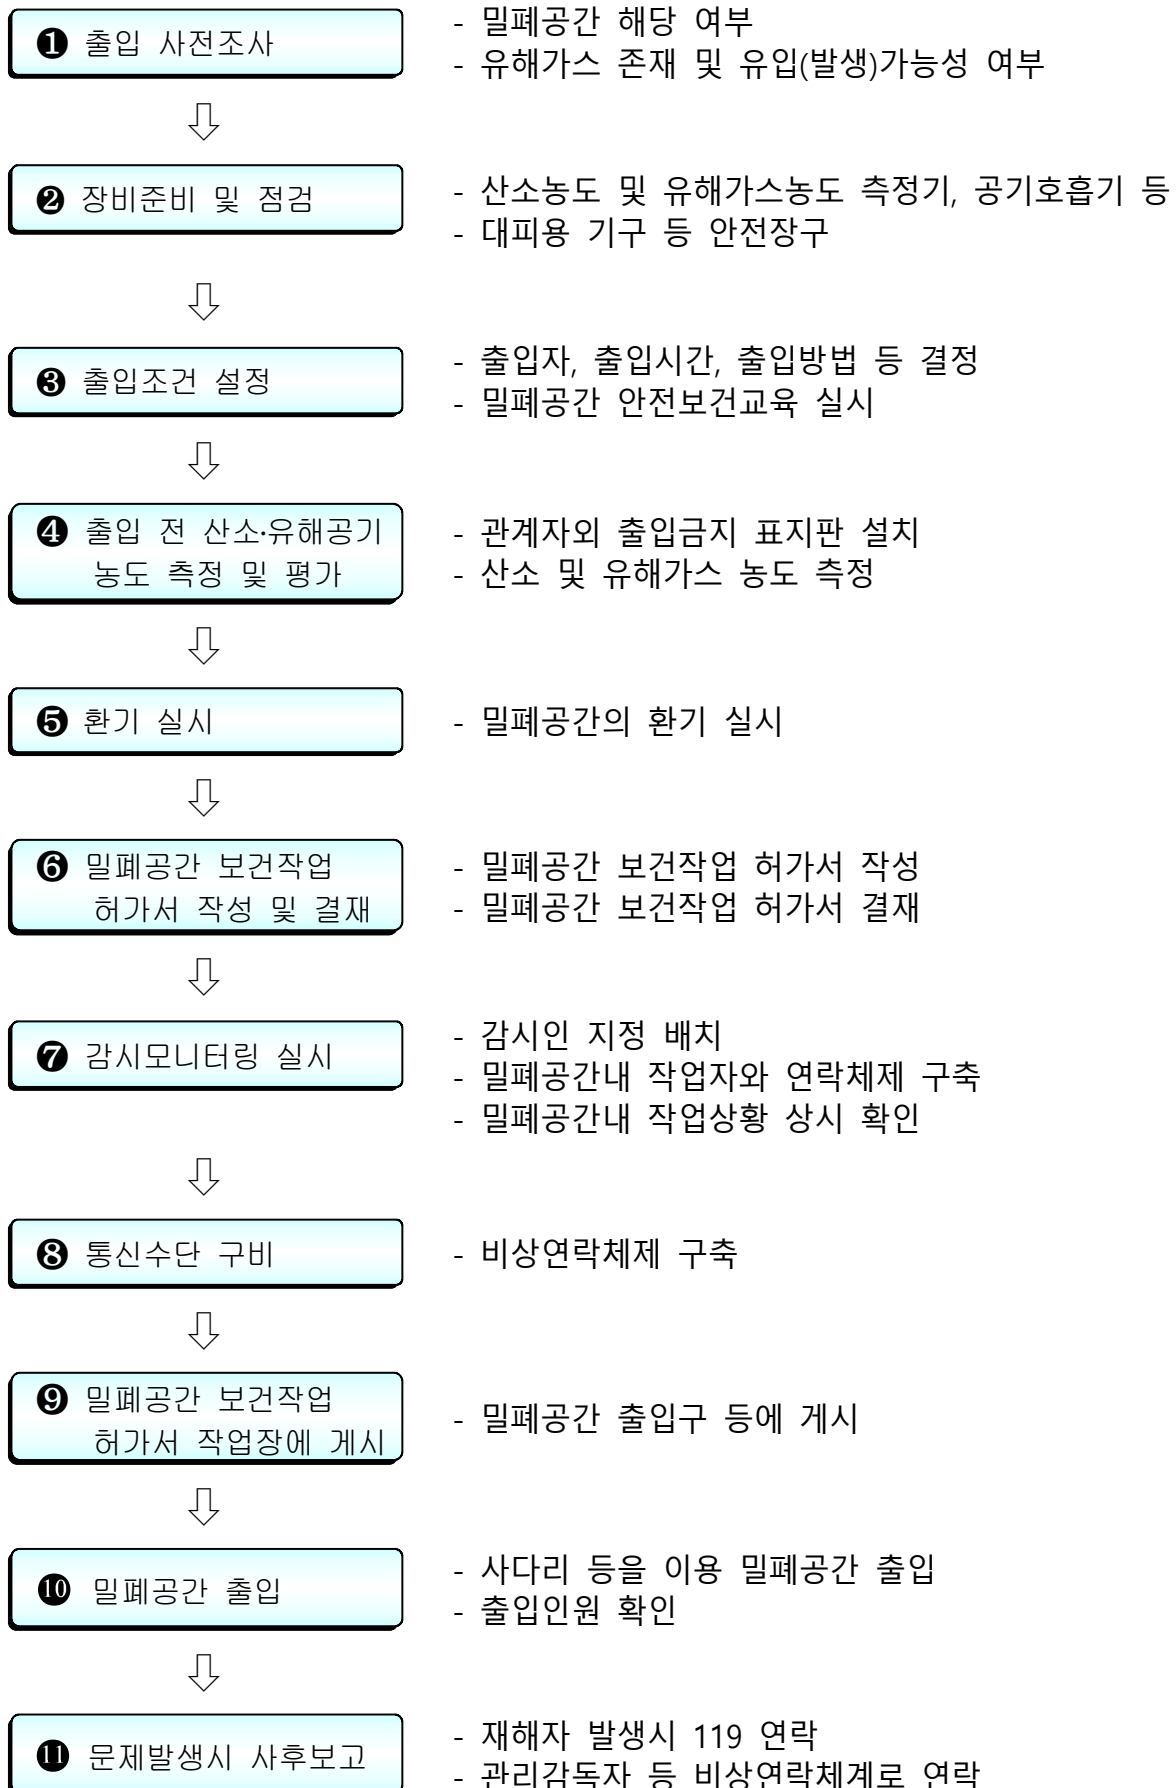 ❶ 출입 사전조사
- 밀폐공간 해당 여부
- 유해가스 존재 및 유입(발생)가능성 여부
❷ 장비준비 및 점검
- 산소농도 및 유해가스농도 측정기, 공기호흡기 등
- 대피용 기구 등 안전장구
❸ 출입조건 설정
- 출입자, 출입시간, 출입방법 등 결정
- 밀폐공간 안전보건교육 실시
❹ 출입 전 산소·유해공기
농도 측정 및 평가
- 관계자외 출입금지 표지판 설치
- 산소 및 유해가스 농도 측정
❺ 환기 실시
- 밀폐공간의 환기 실시
❻ 밀폐공간 보건작업
허가서 작성 및 결재
- 밀폐공간 보건작업 허가서 작성
- 밀폐공간 보건작업 허가서 결재
❼ 감시모니터링 실시
- 감시인 지정 배치
- 밀폐공간내 작업자와 연락체제 구축
- 밀폐공간내 작업상황 상시 확인
❽ 통신수단 구비
- 비상연락체제 구축
❾ 밀폐공간 보건작업
허가서 작업장에 게시
- 밀폐공간 출입구 등에 게시
❿ 밀폐공간 출입
- 사다리 등을 이용 밀폐공간 출입
- 출입인원 확인
⓫ 문제발생시 사후보고
- 재해자 발생시 119 연락
- 관리감독자 등 비상연락체계로 연락